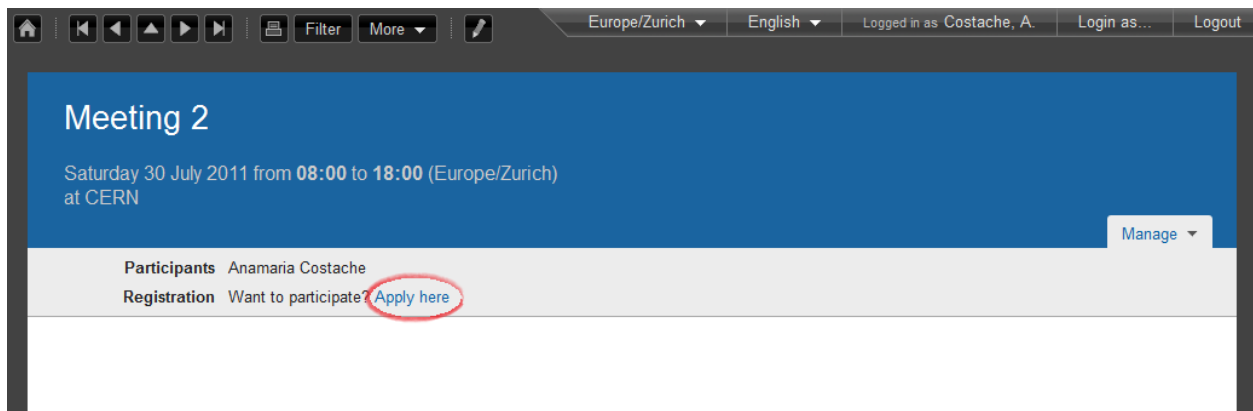 Filter More Europe/Zurich English Logged in as Costache, A. Login as... Logout
Meeting 2
Saturday 30 July 2011 from 08:00 to 18:00 (Europe/Zurich)
at CERN
Manage
Participants Anamaria Costache
Registration Want to participate? Apply here